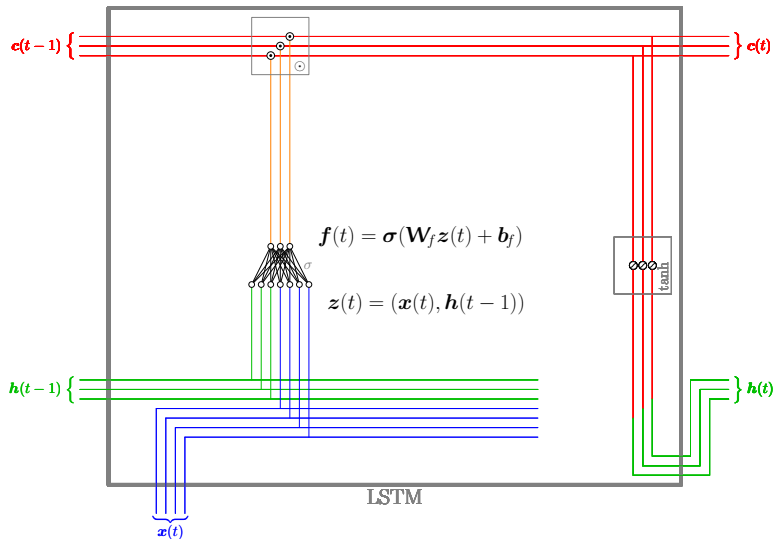 c(t−1) { } c(t)
f(t) = σ(W_f z(t) + b_f)
σ
tanh
z(t) = (x(t), h(t−1))
h(t−1) { } h(t)
LSTM
x(t)